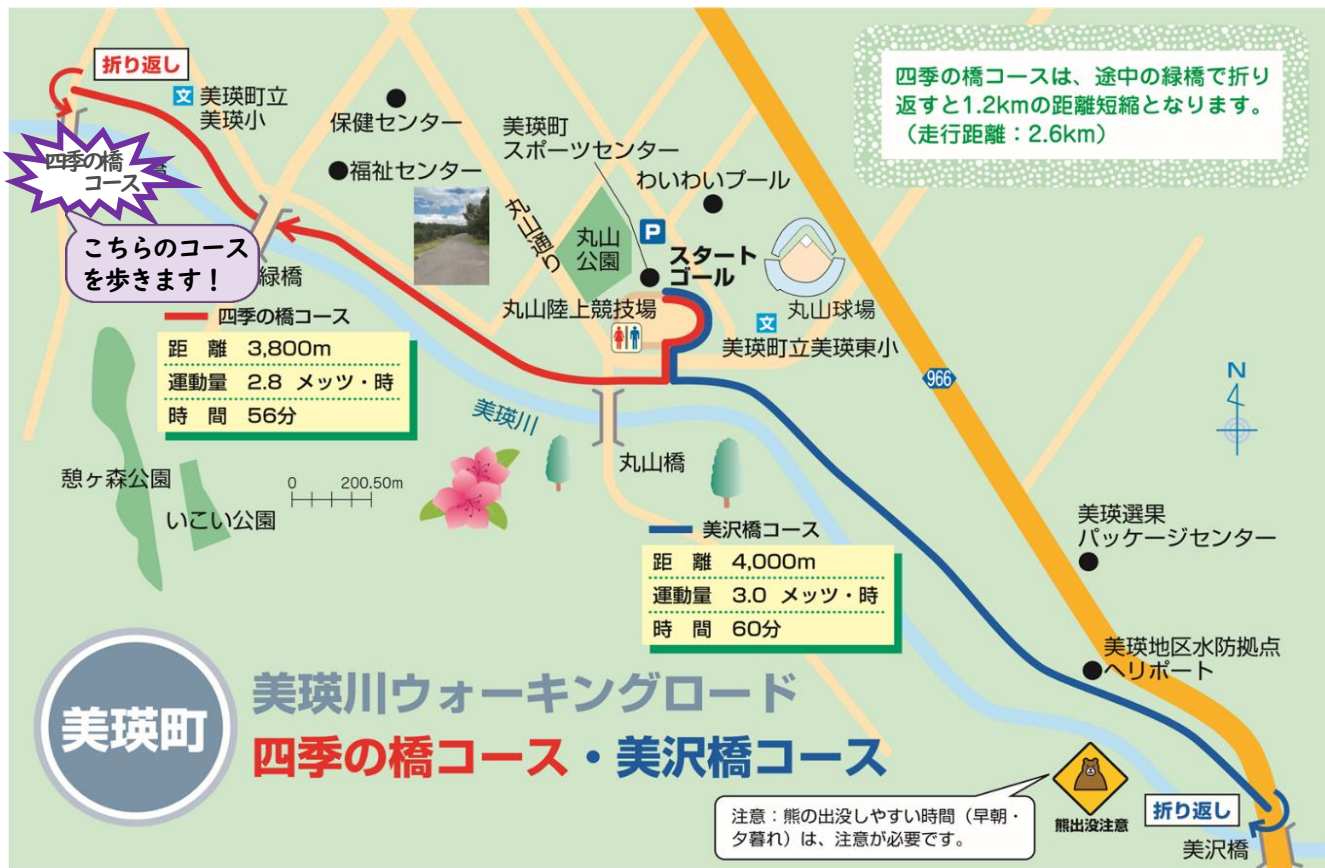 折り返し
文 美瑛町立
美瑛小
保健センター
福祉センター
美瑛町
スポーツセンター
わいわいプール
四季の橋コースは、途中の緑橋で折り
返すと1.2kmの距離短縮となります。
(走行距離:2.6km)
四季の橋
コース
こちらのコース
を歩きます!
緑橋
丸山通り
丸山
公園
P
スタート
ゴール
丸山陸上競技場
丸山球場
文
美瑛町立美瑛東小
966
N
四季の橋コース
距 離 3,800m
運動量 2.8 メッツ・時
時 間 56分
美瑛川
丸山橋
憩ヶ森公園
いこい公園
0 200.50m
美沢橋コース
距 離 4,000m
運動量 3.0 メッツ・時
時 間 60分
美瑛選果
パッケージセンター
美瑛地区水防拠点
ヘリポート
美瑛町
美瑛川ウォーキングロード
四季の橋コース・美沢橋コース
注意:熊の出没しやすい時間(早朝・
夕暮れ)は、注意が必要です。
熊出没注意
折り返し
美沢橋